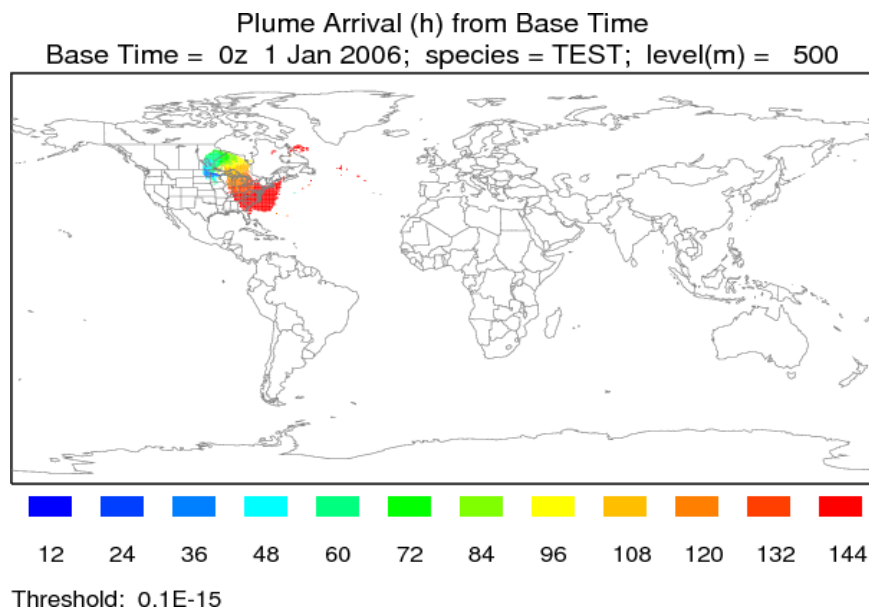 Plume Arrival (h) from Base Time
Base Time = 0z 1 Jan 2006; species = TEST; level(m) = 500
12 24 36 48 60 72 84 96 108 120 132 144
Threshold: 0.1E-15